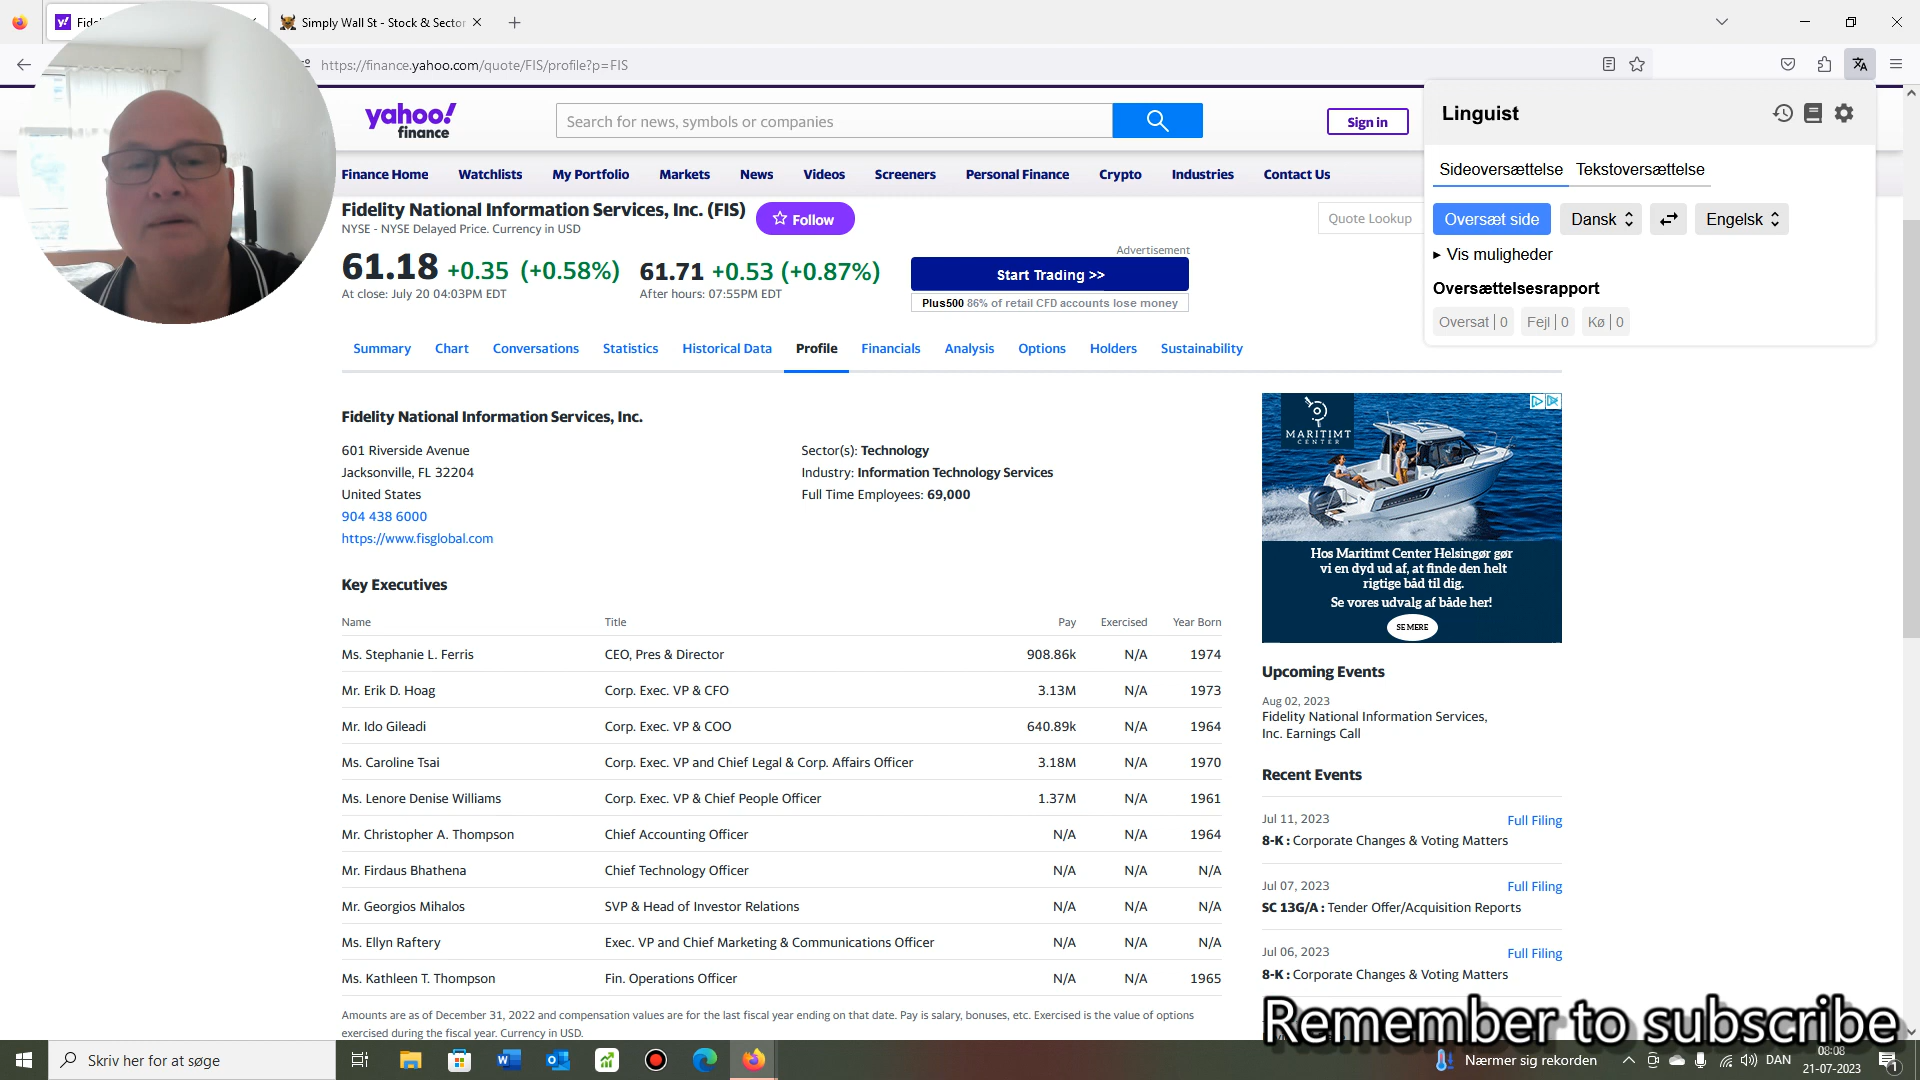 Fideli
Simply Wall St - Stock & Sector
https://finance.yahoo.com/quote/FIS/profile?p=FIS
yahoo!
finance
Search for news, symbols or companies
Sign in
Finance Home Watchlists My Portfolio Markets News Videos Screeners Personal Finance Crypto Industries Contact Us
Fidelity National Information Services, Inc. (FIS)
Follow
Quote Lookup
NYSE - NYSE Delayed Price. Currency in USD
61.18 +0.35 (+0.58%) 61.71 +0.53 (+0.87%)
At close: July 20 04:03PM EDT After hours: 07:55PM EDT
Advertisement
Start Trading >>
Plus500 86% of retail CFD accounts lose money
Linguist
Sideoversættelse Tekstoversættelse
Oversæt side Dansk Engelsk
Vis muligheder
Oversættelsesrapport
Oversat 0 Fejl 0 Kø 0
Summary Chart Conversations Statistics Historical Data Profile Financials Analysis Options Holders Sustainability
Fidelity National Information Services, Inc.
601 Riverside Avenue
Jacksonville, FL 32204
United States
904 438 6000
https://www.fisglobal.com
Sector(s): Technology
Industry: Information Technology Services
Full Time Employees: 69,000
Key Executives
Name Title Pay Exercised Year Born
Ms. Stephanie L. Ferris CEO, Pres & Director 908.86k N/A 1974
Mr. Erik D. Hoag Corp. Exec. VP & CFO 3.13M N/A 1973
Mr. Ido Gileadi Corp. Exec. VP & COO 640.89k N/A 1964
Ms. Caroline Tsai Corp. Exec. VP and Chief Legal & Corp. Affairs Officer 3.18M N/A 1970
Ms. Lenore Denise Williams Corp. Exec. VP & Chief People Officer 1.37M N/A 1961
Mr. Christopher A. Thompson Chief Accounting Officer N/A N/A 1964
Mr. Firdaus Bhathena Chief Technology Officer N/A N/A N/A
Mr. Georgios Mihalos SVP & Head of Investor Relations N/A N/A N/A
Ms. Ellyn Raftery Exec. VP and Chief Marketing & Communications Officer N/A N/A N/A
Ms. Kathleen T. Thompson Fin. Operations Officer N/A N/A 1965
Amounts are as of December 31, 2022 and compensation values are for the last fiscal year ending on that date. Pay is salary, bonuses, etc. Exercised is the value of options
exercised during the fiscal year. Currency in USD.
MARITIMT
CENTER
Hos Maritimt Center Helsingør gør
vi en dyd ud af, at finde den helt
rigtige båd til dig.
Se vores udvalg af både her!
SE MERE
Upcoming Events
Aug 02, 2023
Fidelity National Information Services,
Inc. Earnings Call
Recent Events
Jul 11, 2023 Full Filing
8-K : Corporate Changes & Voting Matters
Jul 07, 2023 Full Filing
SC 13G/A : Tender Offer/Acquisition Reports
Jul 06, 2023 Full Filing
8-K : Corporate Changes & Voting Matters
Remember to subscribe
Skriv her for at søge
Nærmer sig rekorden
DAN
08:08
21-07-2023
1